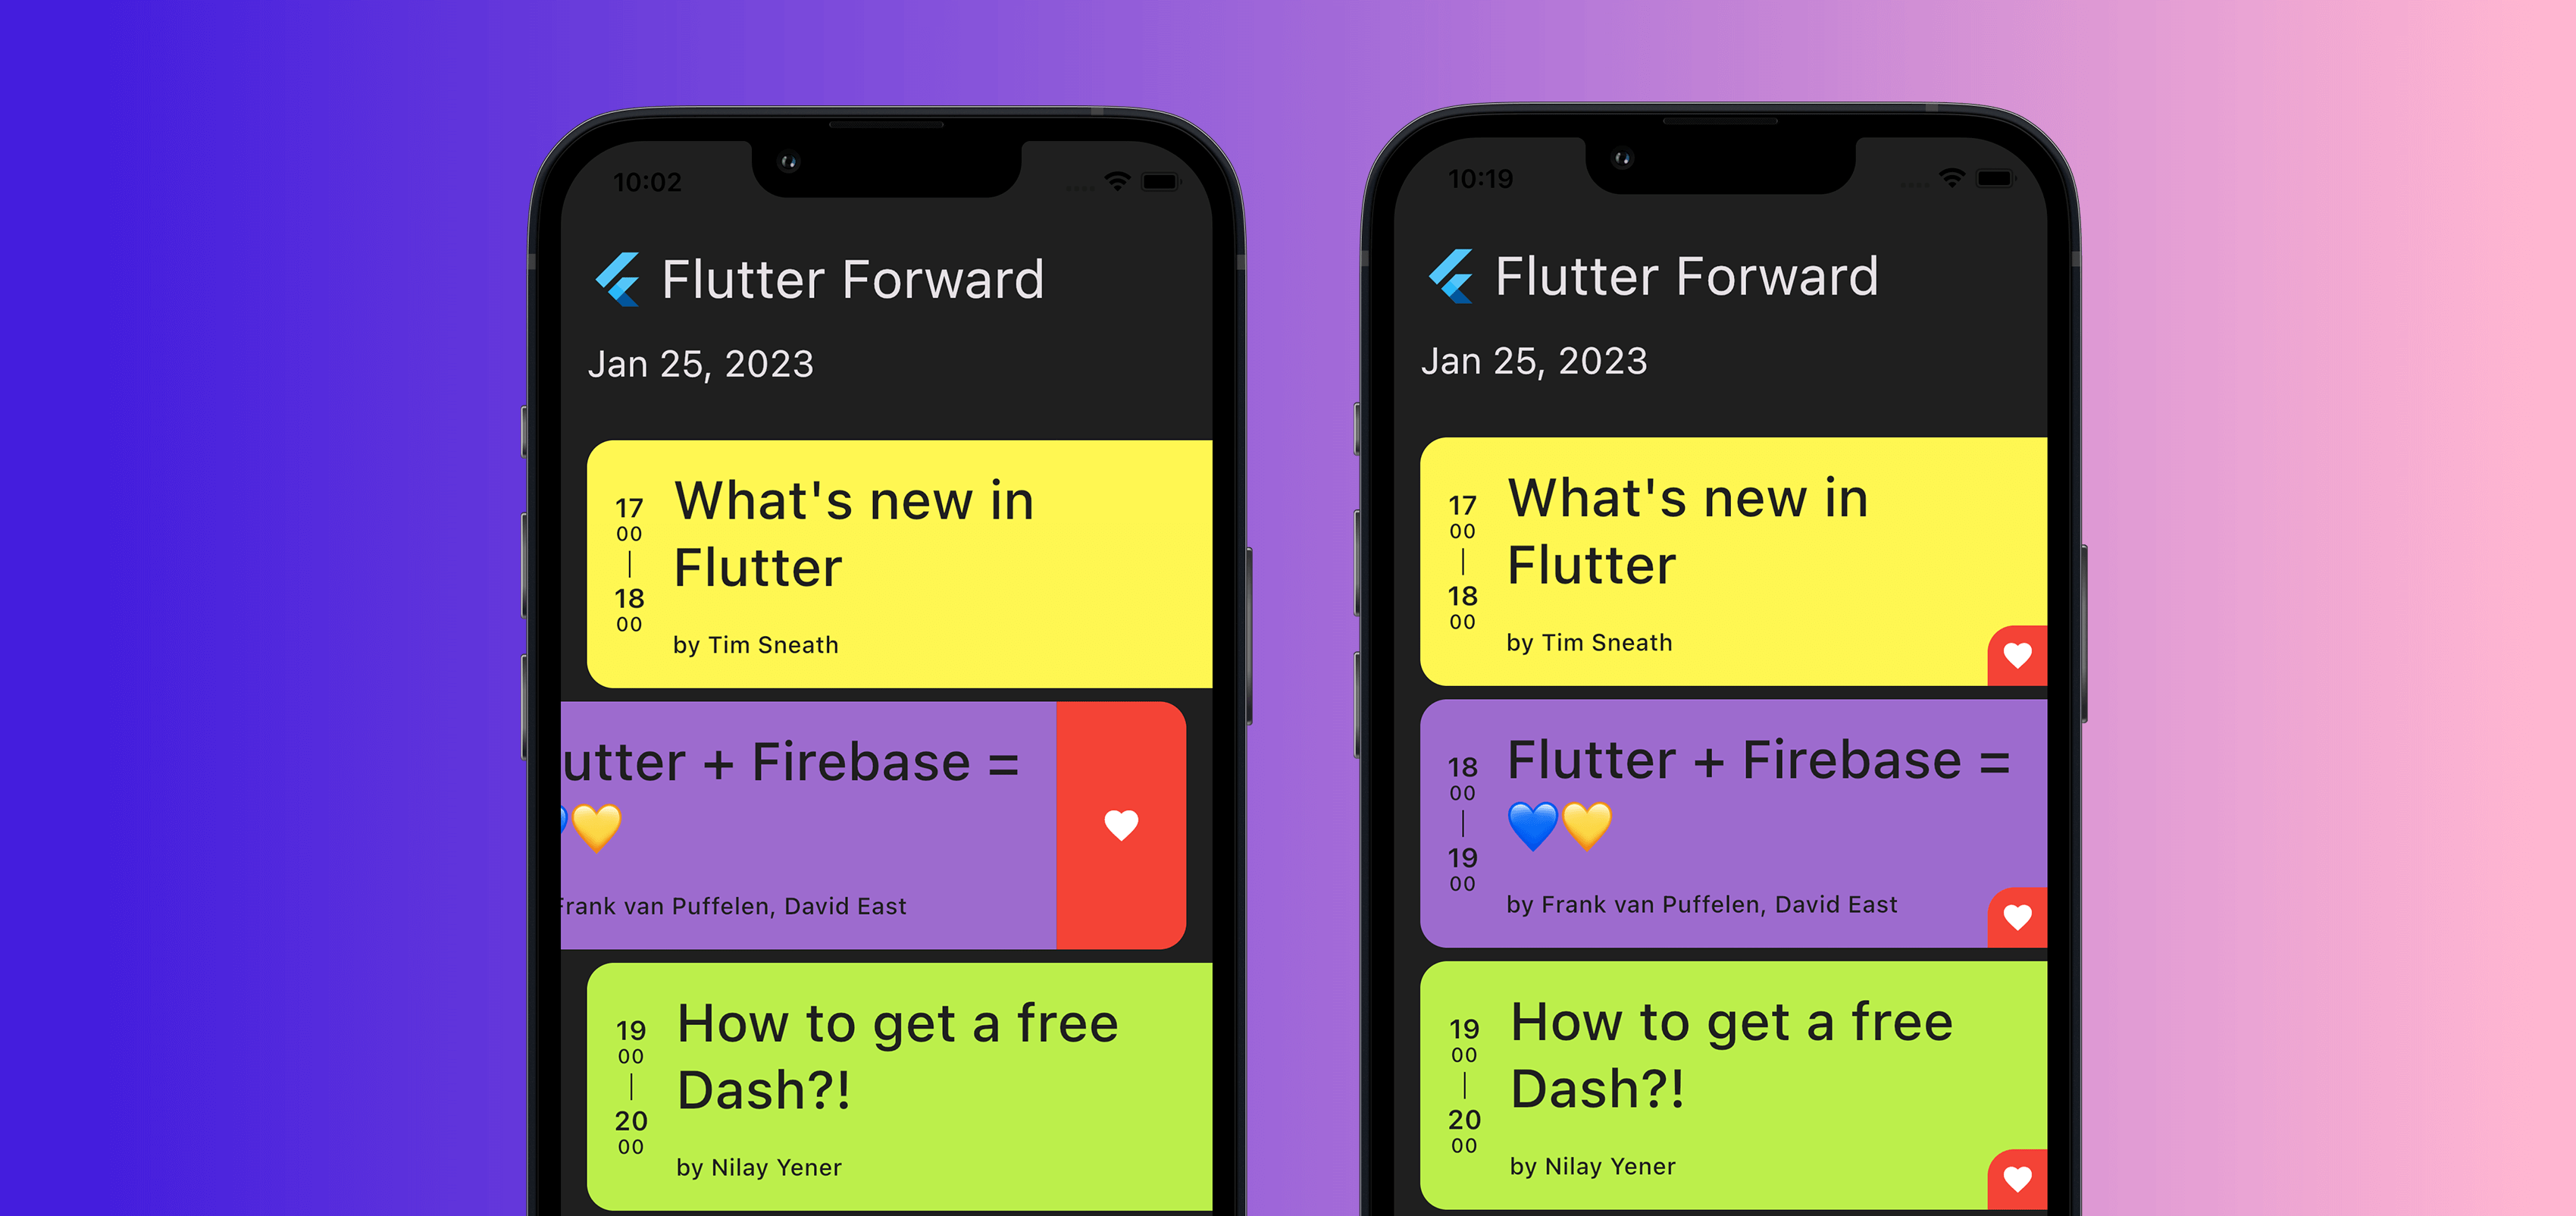 10:02
Flutter Forward
Jan 25, 2023
17
00
18
00
What's new in
Flutter
by Tim Sneath
utter + Firebase =
💛
Frank van Puffelen, David East
19
00
20
00
How to get a free
Dash?!
by Nilay Yener
10:19
Flutter Forward
Jan 25, 2023
17
00
18
00
What's new in
Flutter
by Tim Sneath
18
00
19
00
Flutter + Firebase =
💙💛
by Frank van Puffelen, David East
19
00
20
00
How to get a free
Dash?!
by Nilay Yener